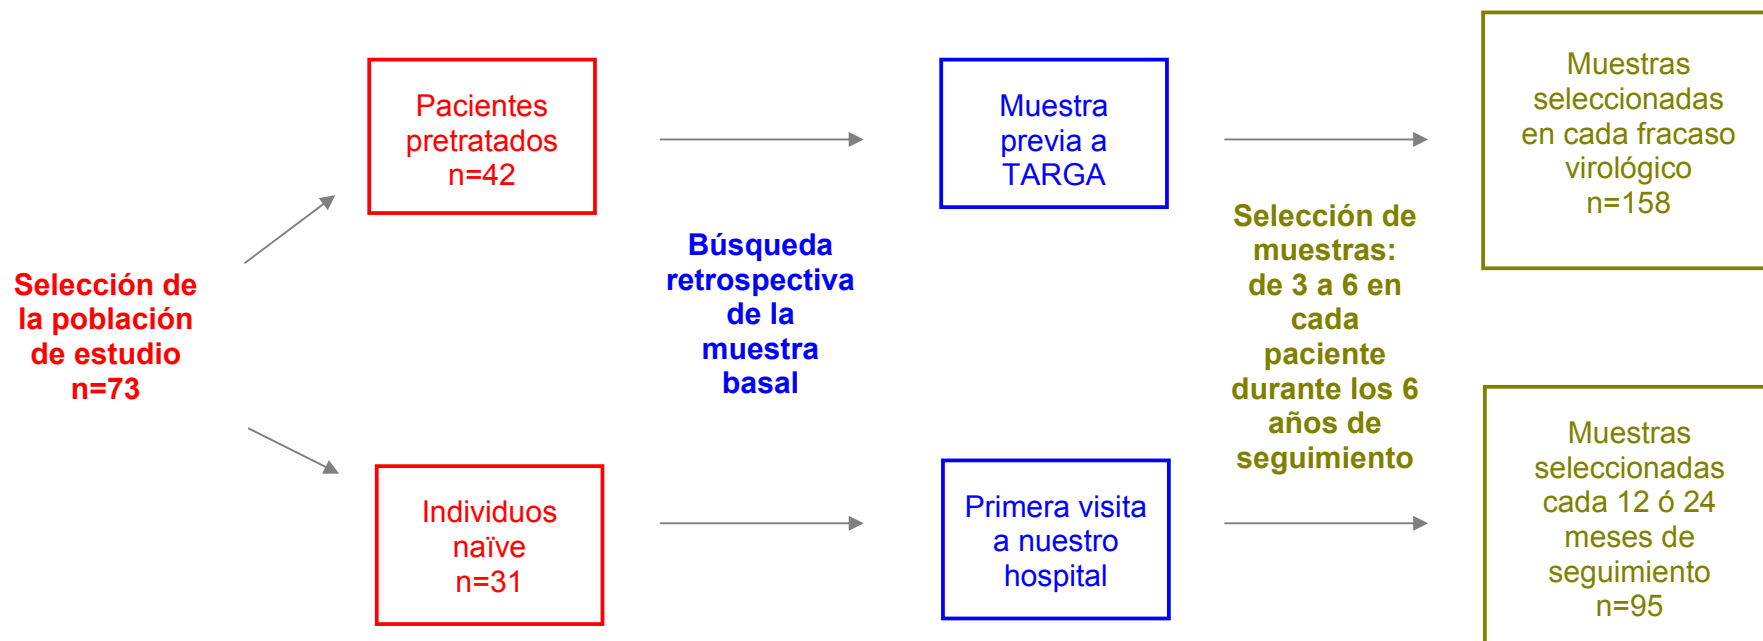 Selección de
la población
de estudio
n=73
Pacientes
pretratados
n=42
Individuos
naïve
n=31
Búsqueda
retrospectiva
de la
muestra
basal
Muestra
previa a
TARGA
Primera visita
a nuestro
hospital
Selección de
muestras:
de 3 a 6 en
cada
paciente
durante los 6
años de
seguimiento
Muestras
seleccionadas
en cada fracaso
virológico
n=158
Muestras
seleccionadas
cada 12 ó 24
meses de
seguimiento
n=95